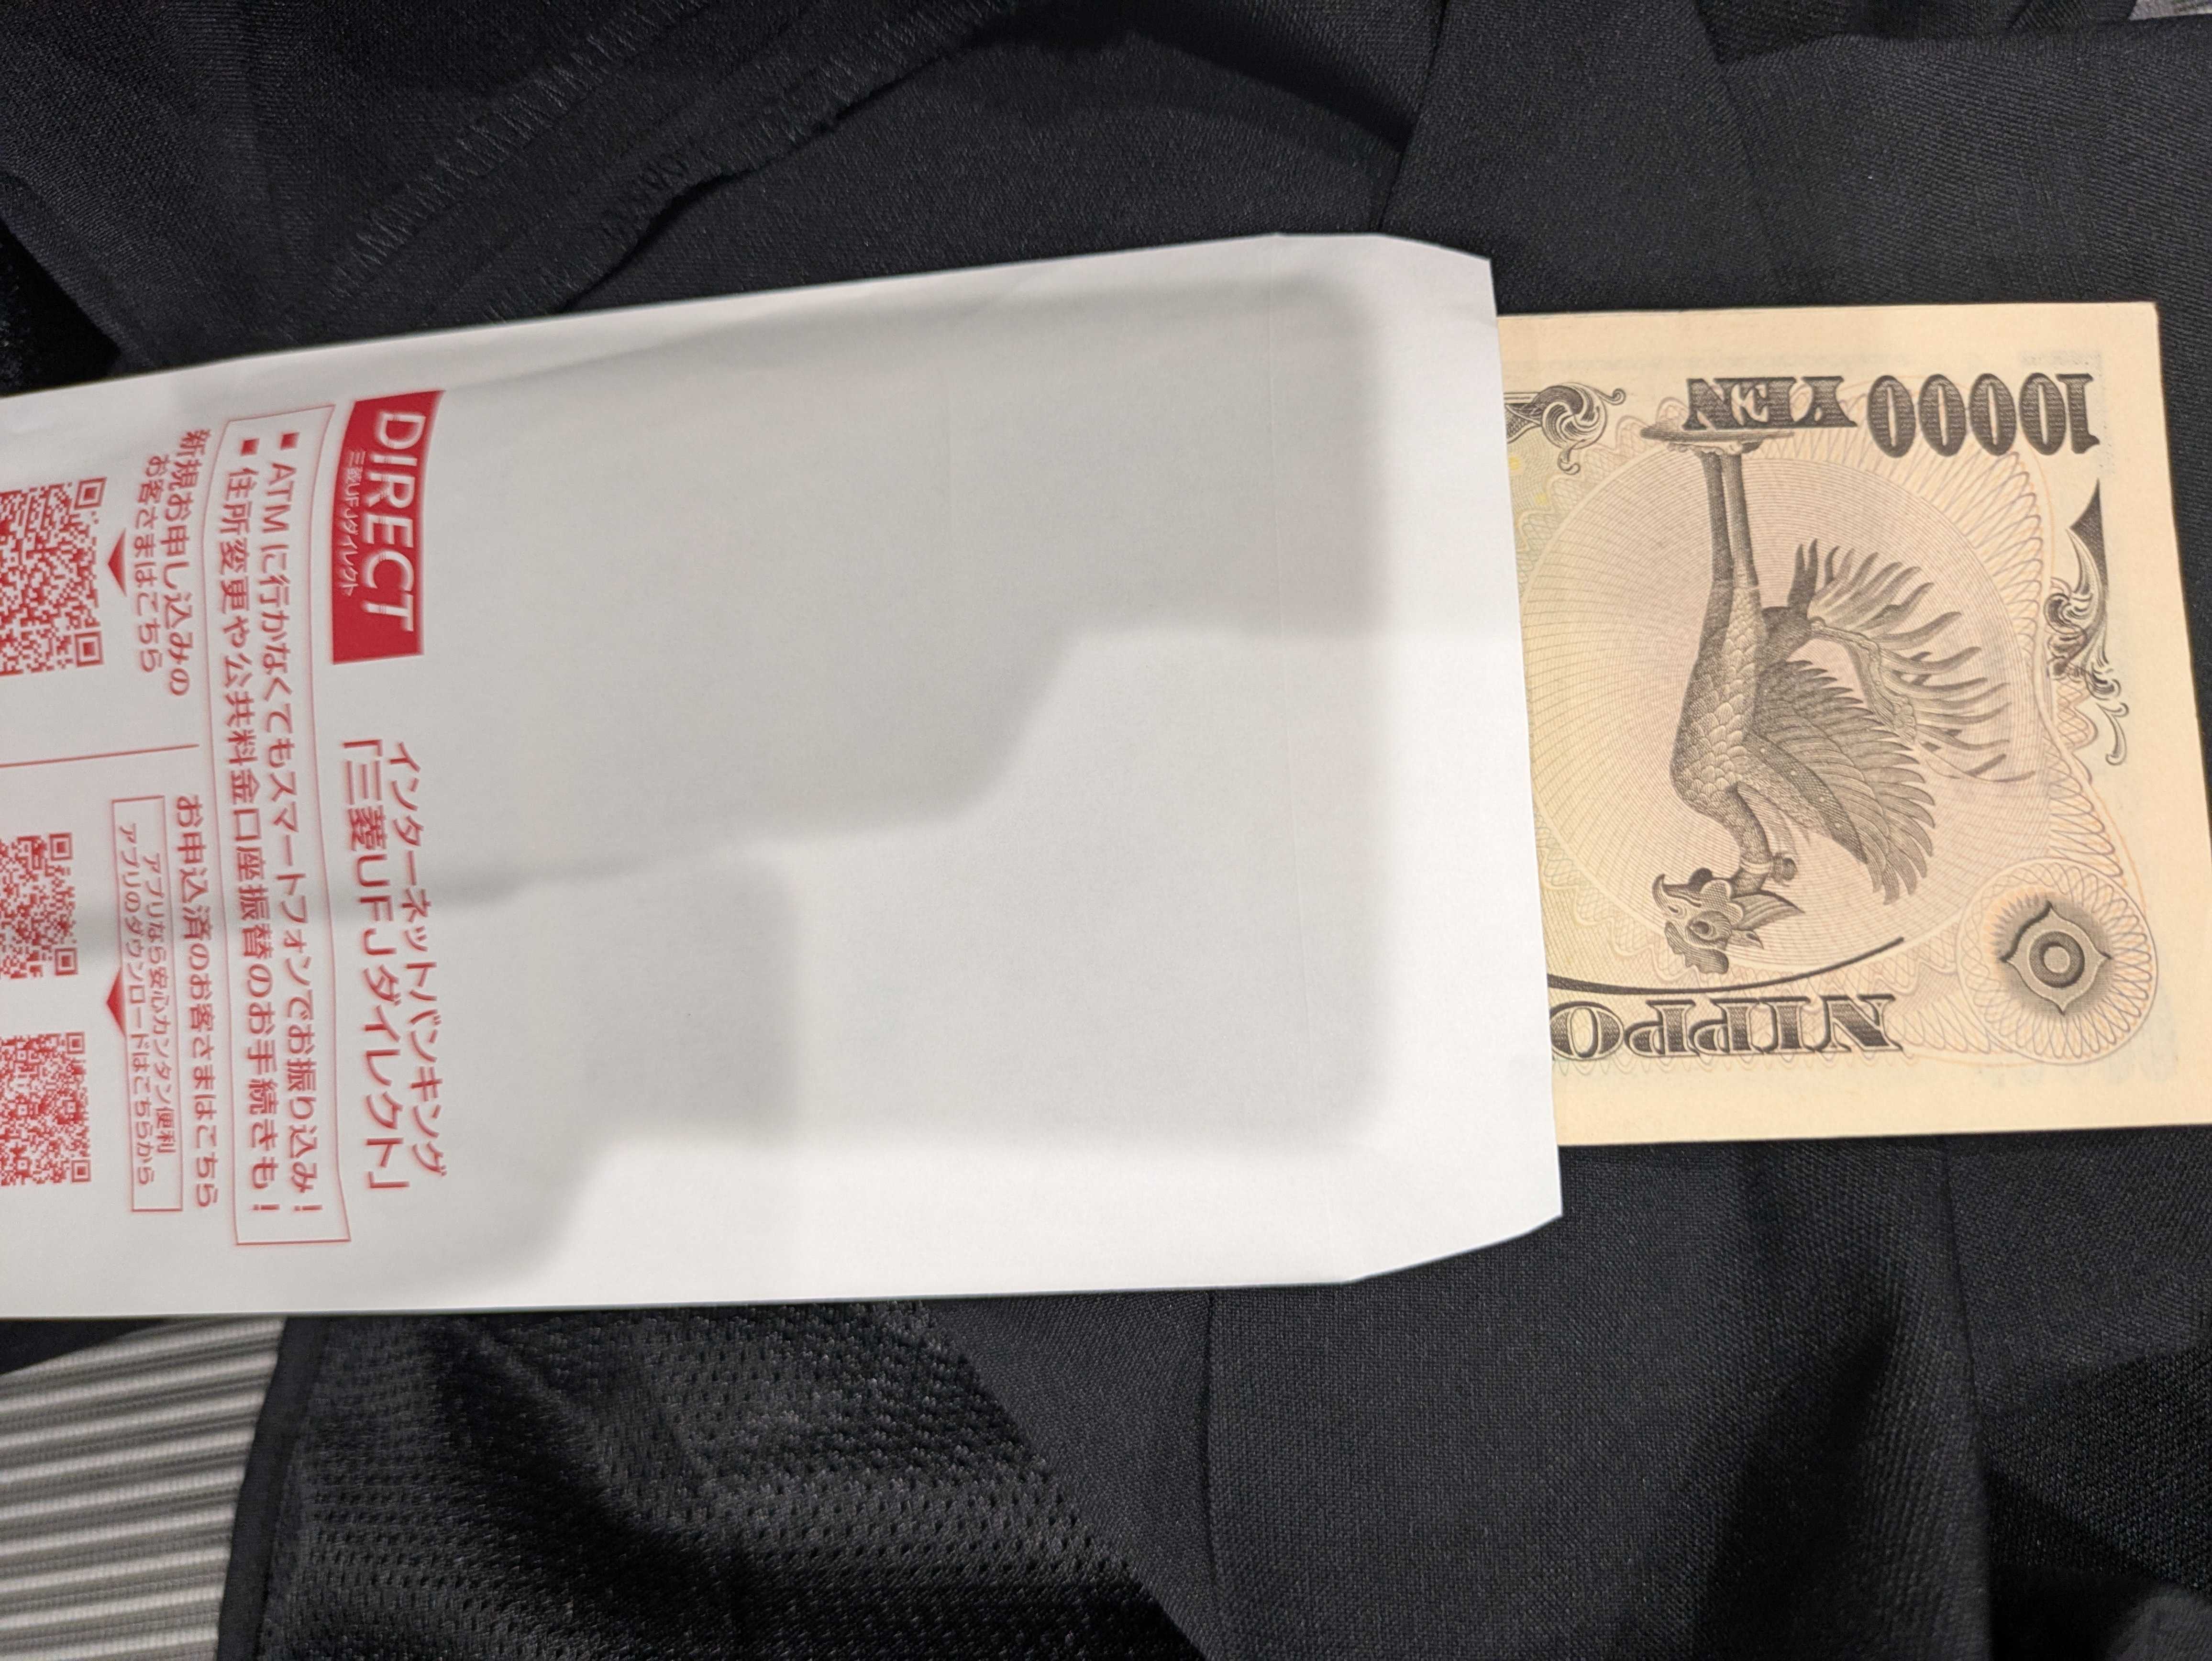 インターネットバンキング
「三菱UFJダイレクト」
DIRECT
三菱UFJダイレクト
■ ATMに行かなくてもスマートフォンでお振り込み!
■ 住所変更や公共料金口座振替のお手続きも!
新規お申し込みの
お客さまはこちら
お申込済のお客さまはこちら
アプリなら安心カンタン便利
アプリのダウンロードはこちらから
NIPPO
10000 YEN